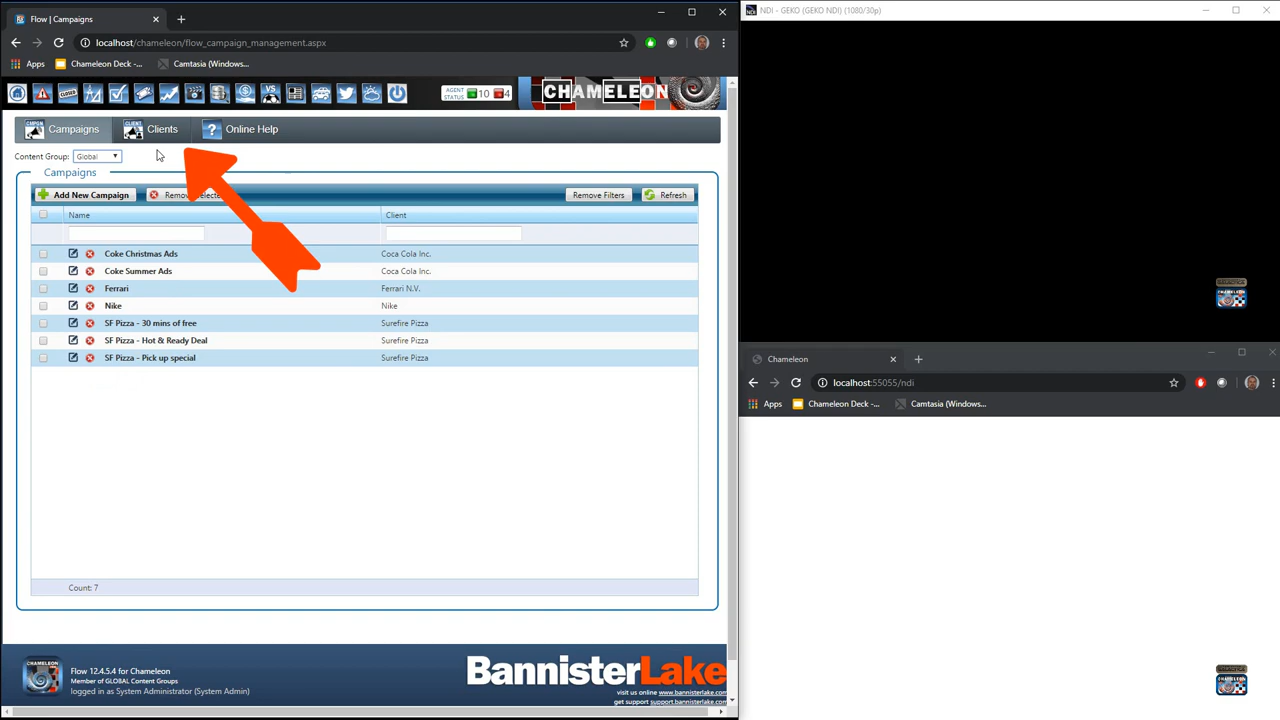 Flow | Campaigns
localhost/chameleon/flow_campaign_management.aspx
Apps
Chameleon Deck -...
Camtasia (Windows...
CLOSED
VS
AGENT STATUS 10 4
CHAMELEON
Campaigns
Clients
Online Help
Content Group: Global
Campaigns
Add New Campaign
Remove Filters
Refresh
Name
Client
Coke Christmas Ads
Coca Cola Inc.
Coke Summer Ads
Coca Cola Inc.
Ferrari
Ferrari N.V.
Nike
Nike
SF Pizza - 30 mins of free
Surefire Pizza
SF Pizza - Hot & Ready Deal
Surefire Pizza
SF Pizza - Pick up special
Surefire Pizza
Count: 7
CHAMELEON
Flow 12.4.5.4 for Chameleon
Member of GLOBAL Content Groups
logged in as System Administrator (System Admin)
BannisterLake
visit us online www.bannisterlake.com
get support support.bannisterlake.com
NDI - GEKO (GEKO NDI) (1080/30p)
CHAMELEON
Chameleon
localhost:55055/ndi
Apps
Chameleon Deck -...
Camtasia (Windows...
CHAMELEON